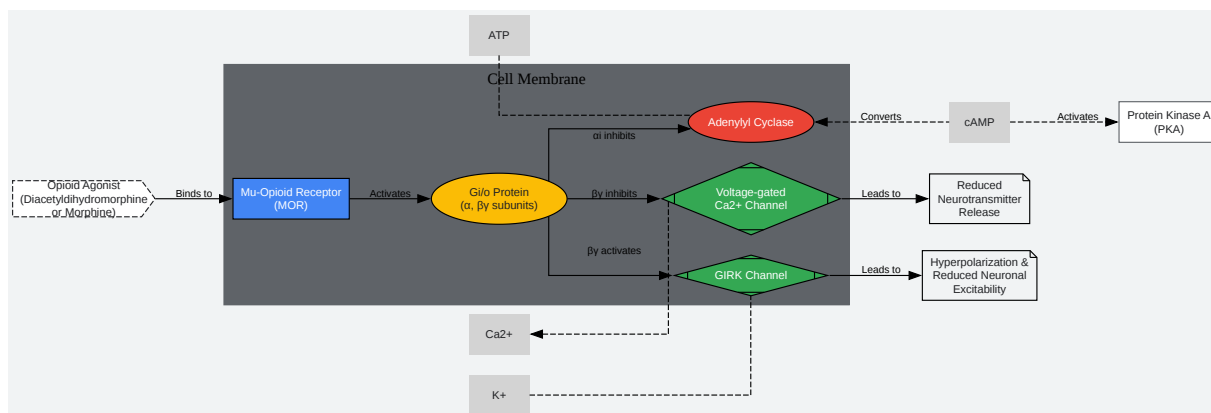 ATP
Cell Membrane
Adenylyl Cyclase
Converts
cAMP
Activates
Protein Kinase A
(PKA)
αi inhibits
Opioid Agonist
(Diacetyldihydromorphine
or Morphine)
Binds to
Mu-Opioid Receptor
(MOR)
Activates
Gi/o Protein
(α, βγ subunits)
βγ inhibits
Voltage-gated
Ca2+ Channel
Leads to
Reduced
Neurotransmitter
Release
βγ activates
GIRK Channel
Leads to
Hyperpolarization &
Reduced Neuronal
Excitability
Ca2+
K+